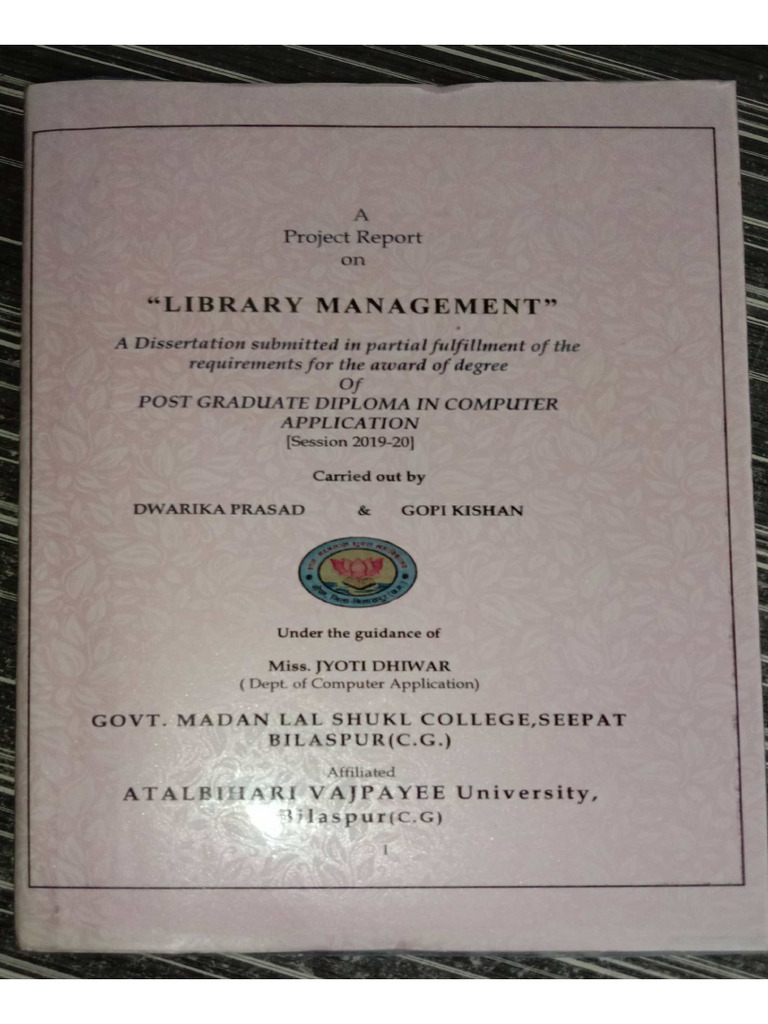 A
Project Report
on
“LIBRARY MANAGEMENT”
A Dissertation submitted in partial fulfillment of the
requirements for the award of degree
Of
POST GRADUATE DIPLOMA IN COMPUTER
APPLICATION
[Session 2019-20]
Carried out by
DWARIKA PRASAD & GOPI KISHAN
Under the guidance of
Miss. JYOTI DHIWAR
( Dept. of Computer Application)
GOVT. MADAN LAL SHUKL COLLEGE,SEEPAT
BILASPUR(C.G.)
Affiliated
ATALBIHARI VAJPAYEE University,
Bilaspur(C.G)
1